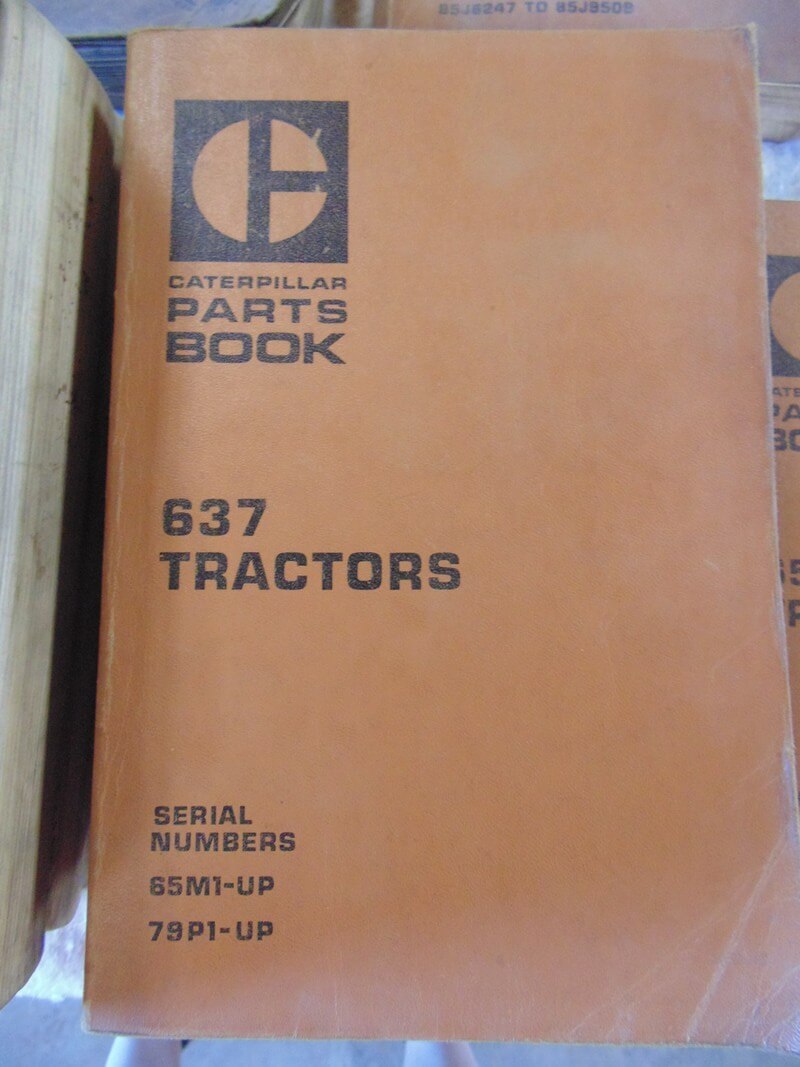 85J8247 TO 85J9508
CATERPILLAR
PARTS
BOOK
637
TRACTORS
SERIAL
NUMBERS
65M1-UP
79P1-UP